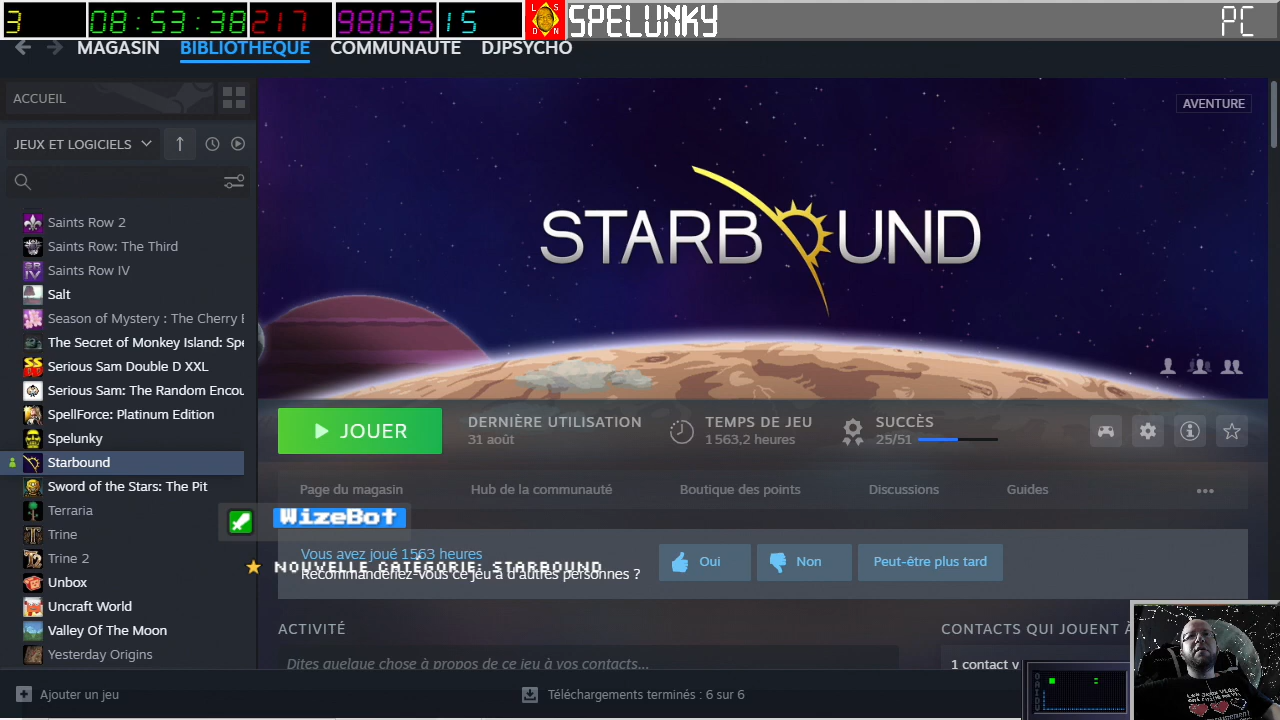 3
08:53:38
217
98035
15
LSDN
SPELUNKY
PC
MAGASIN
BIBLIOTHÈQUE
COMMUNAUTÉ
DJPSYCHO
ACCUEIL
JEUX ET LOGICIELS
Saints Row 2
Saints Row: The Third
Saints Row IV
Salt
Season of Mystery : The Cherry B
The Secret of Monkey Island: Spe
Serious Sam Double D XXL
Serious Sam: The Random Encou
SpellForce: Platinum Edition
Spelunky
Starbound
Sword of the Stars: The Pit
Terraria
Trine
Trine 2
Unbox
Uncraft World
Valley Of The Moon
Yesterday Origins
AVENTURE
STARBOUND
JOUER
DERNIÈRE UTILISATION
31 août
TEMPS DE JEU
1 563,2 heures
SUCCÈS
25/51
Page du magasin
Hub de la communauté
Boutique des points
Discussions
Guides
WizeBot
NOUVELLE CATÉGORIE: STARBOUND
Vous avez joué 1563 heures
Recommanderiez-vous ce jeu à d'autres personnes ?
Oui
Non
Peut-être plus tard
ACTIVITÉ
Dites quelque chose à propos de ce jeu à vos contacts...
CONTACTS QUI JOUENT À
1 contact v
Ajouter un jeu
Téléchargements terminés : 6 sur 6